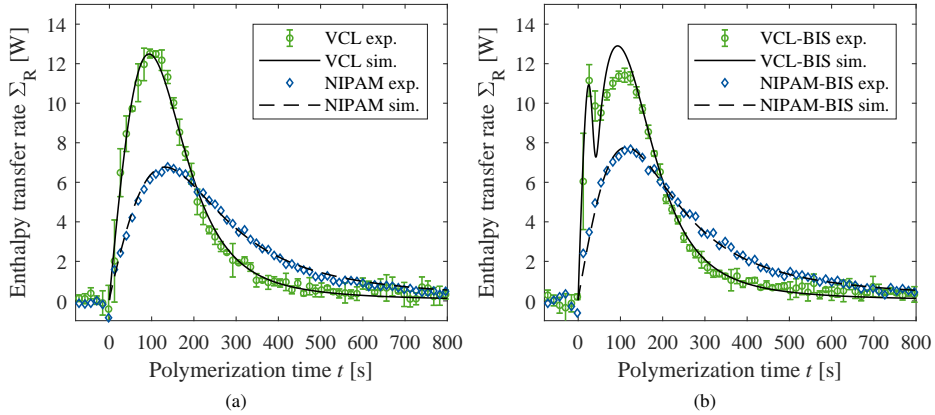 Enthalpy transfer rate Σ_R [W]
14
12
10
8
6
4
2
0
VCL exp.
VCL sim.
NIPAM exp.
NIPAM sim.
0 100 200 300 400 500 600 700 800
Polymerization time t [s]
(a)
Enthalpy transfer rate Σ_R [W]
14
12
10
8
6
4
2
0
VCL-BIS exp.
VCL-BIS sim.
NIPAM-BIS exp.
NIPAM-BIS sim.
0 100 200 300 400 500 600 700 800
Polymerization time t [s]
(b)